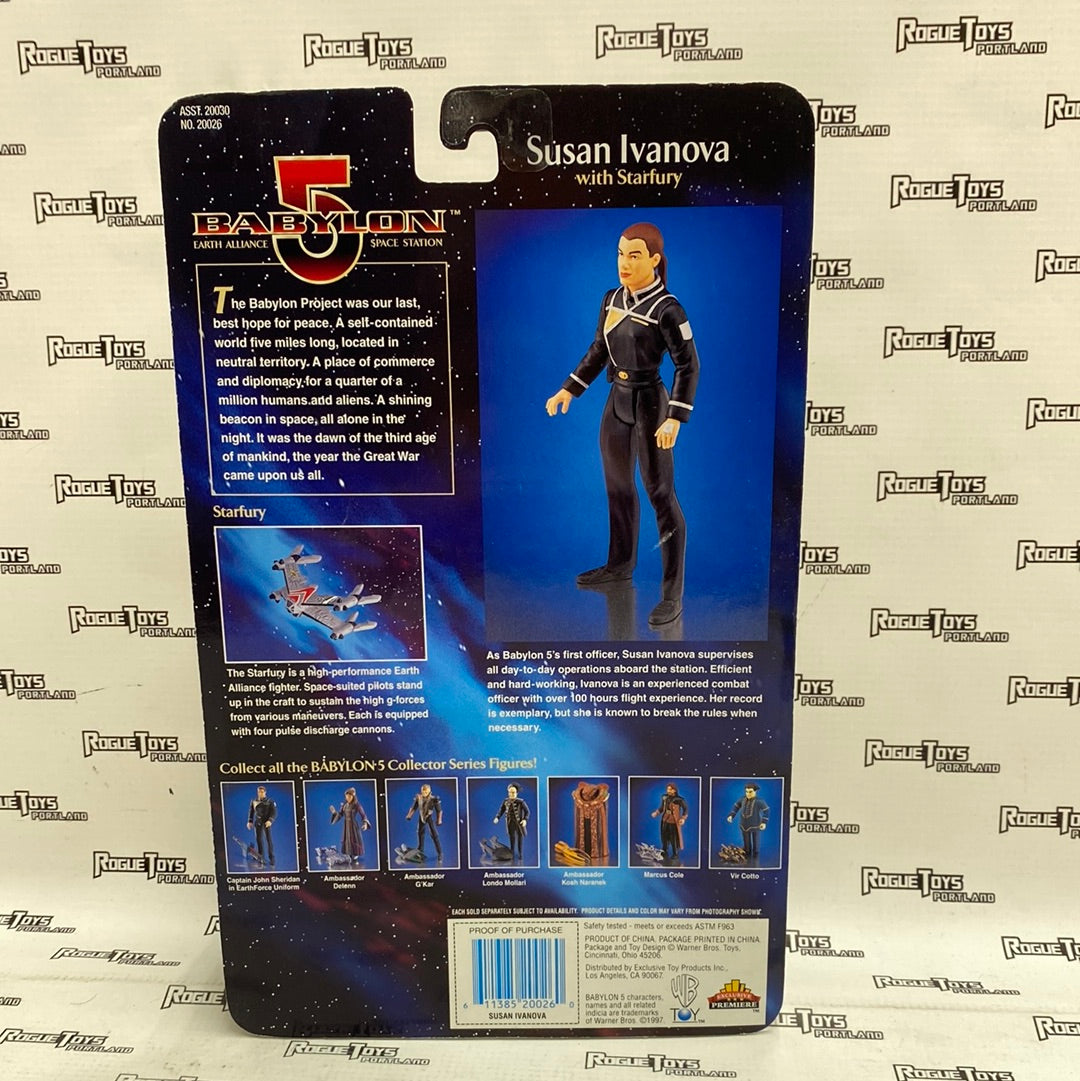 ASST. 20030
NO. 20026
BABYLON 5™
EARTH ALLIANCE SPACE STATION
The Babylon Project was our last,
best hope for peace. A self-contained
world five miles long, located in
neutral territory. A place of commerce
and diplomacy for a quarter of a
million humans and aliens. A shining
beacon in space, all alone in the
night. It was the dawn of the third age
of mankind, the year the Great War
came upon us all.
Starfury
The Starfury is a high-performance Earth
Alliance fighter. Space-suited pilots stand
up in the craft to sustain the high g-forces
from various maneuvers. Each is equipped
with four pulse discharge cannons.
Susan Ivanova
with Starfury
As Babylon 5's first officer, Susan Ivanova supervises
all day-to-day operations aboard the station. Efficient
and hard-working, Ivanova is an experienced combat
officer with over 100 hours flight experience. Her record
is exemplary, but she is known to break the rules when
necessary.
Collect all the BABYLON 5 Collector Series Figures!
Captain John Sheridan
in EarthForce Uniform
Ambassador
Delenn
Ambassador
G'Kar
Ambassador
Londo Mollari
Ambassador
Kosh Naranek
Marcus Cole
Vir Cotto
EACH SOLD SEPARATELY SUBJECT TO AVAILABILITY. PRODUCT DETAILS AND COLOR MAY VARY FROM PHOTOGRAPHY SHOWN.
PROOF OF PURCHASE
6 11385 20026 0
SUSAN IVANOVA
Safety tested - meets or exceeds ASTM F963
PRODUCT OF CHINA. PACKAGE PRINTED IN CHINA.
Package and Toy Design © Warner Bros. Toys,
Cincinnati, Ohio 45206.
Distributed by Exclusive Toy Products Inc.,
Los Angeles, CA 90067.
BABYLON 5 characters,
names and all related
indicia are trademarks
of Warner Bros. ©1997.
WB
TOY™
EXCLUSIVE
PREMIERE™
ROGUE TOYS
PORTLAND